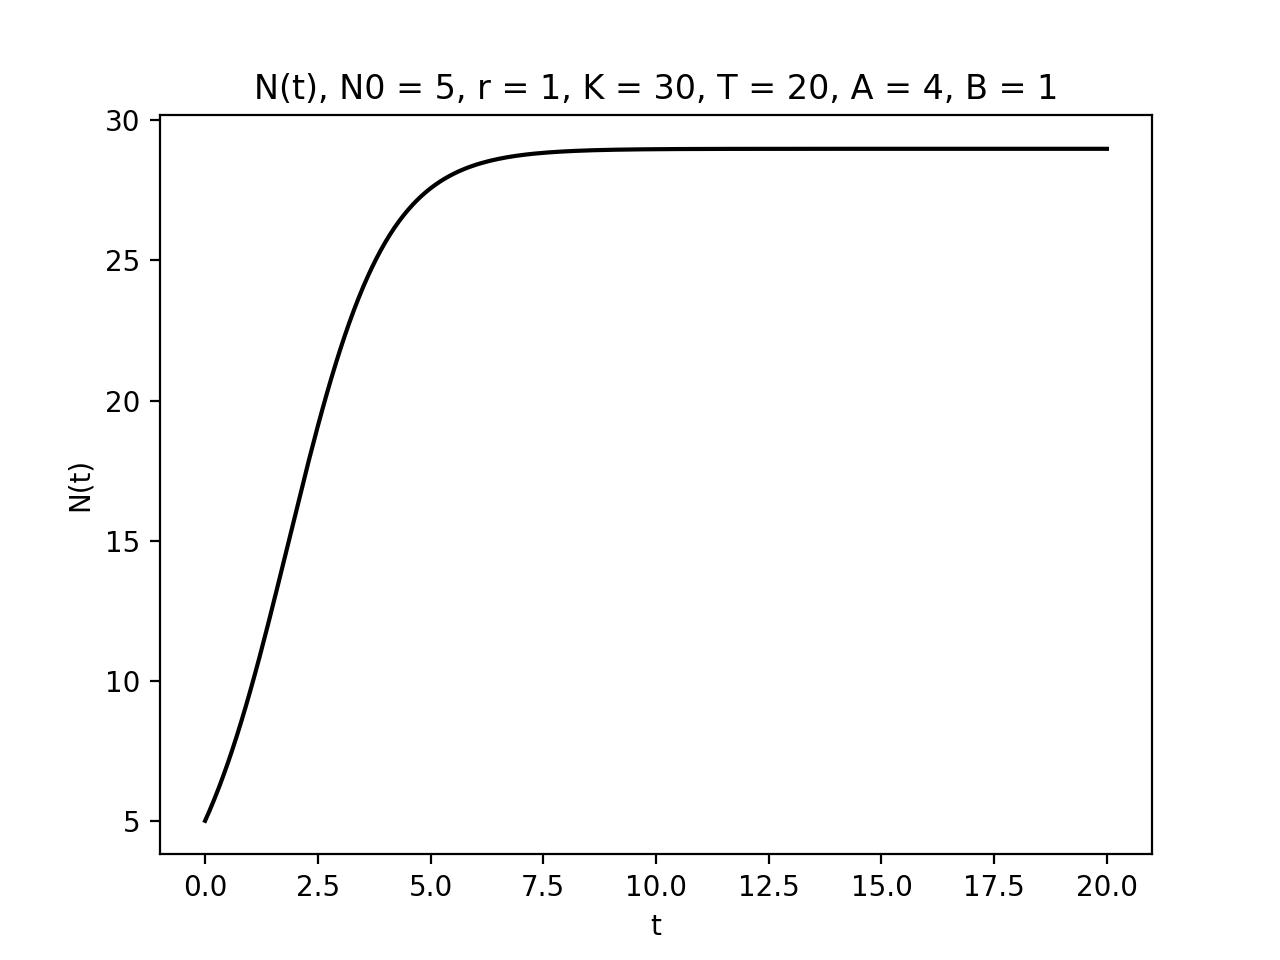 N(t), N0 = 5, r = 1, K = 30, T = 20, A = 4, B = 1
30
25
20
15
10
5
N(t)
0.0 2.5 5.0 7.5 10.0 12.5 15.0 17.5 20.0
t